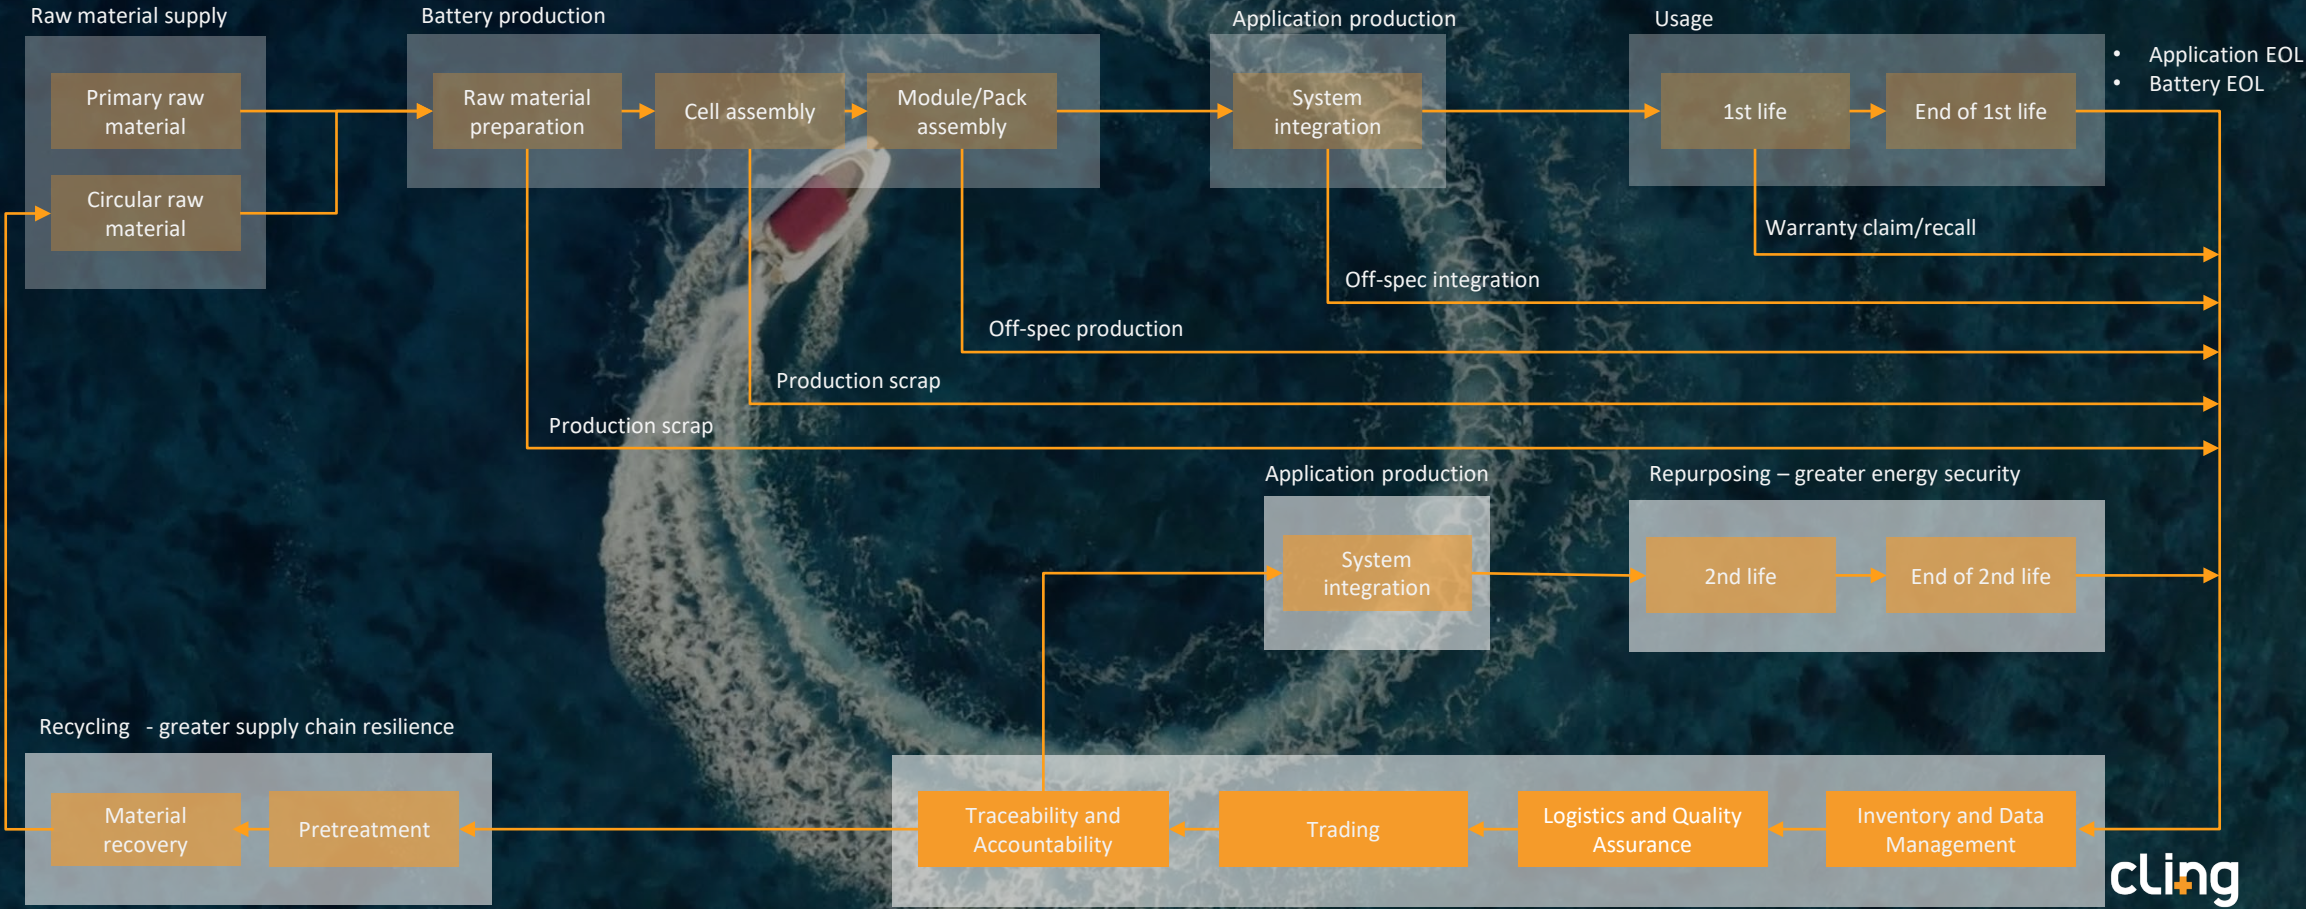 Raw material supply
Battery production
Application production
Usage
Primary raw
material
Circular raw
material
Raw material
preparation
Cell assembly
Module/Pack
assembly
System
integration
1st life
End of 1st life
• Application EOL
• Battery EOL
Warranty claim/recall
Off-spec integration
Off-spec production
Production scrap
Production scrap
Application production
Repurposing – greater energy security
System
integration
2nd life
End of 2nd life
Recycling - greater supply chain resilience
Material
recovery
Pretreatment
Traceability and
Accountability
Trading
Logistics and Quality
Assurance
Inventory and Data
Management
cling